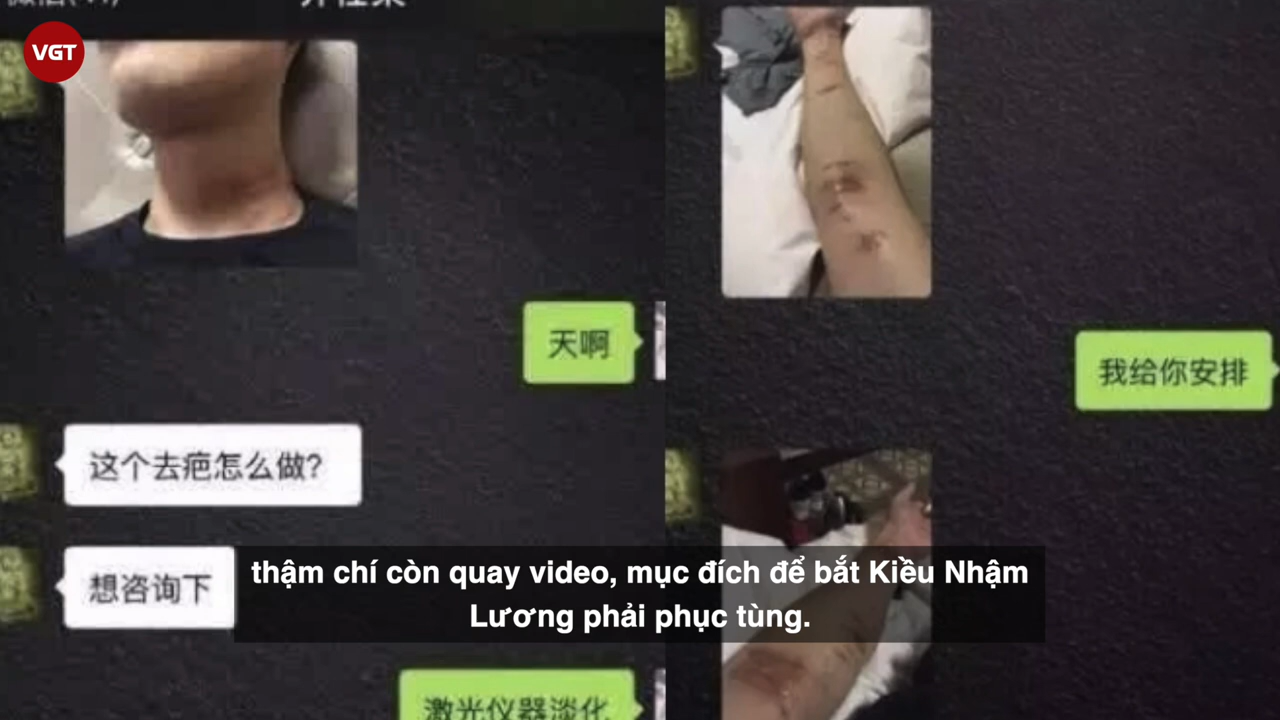 VGT
天啊
我给你安排
这个去疤怎么做?
想咨询下
thậm chí còn quay video, mục đích để bắt Kiều Nhậm
Lương phải phục tùng.
激光仪器淡化